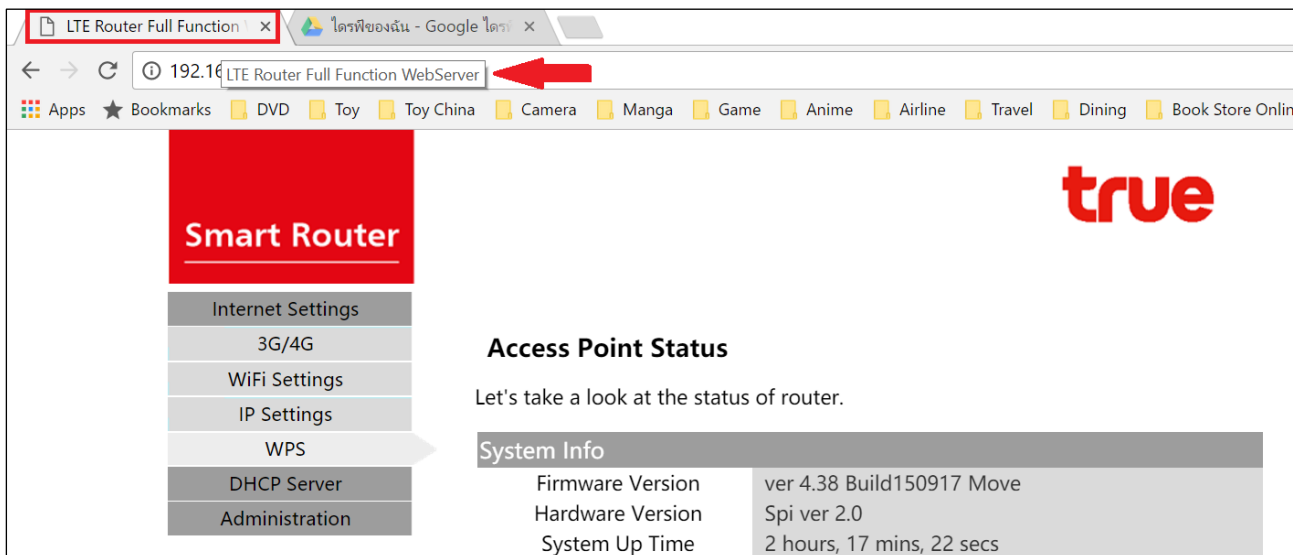 LTE Router Full Function
ไดรฟ์ของฉัน - Google ไดรฟ์
192.16
LTE Router Full Function WebServer
Apps Bookmarks DVD Toy Toy China Camera Manga Game Anime Airline Travel Dining Book Store Onlin
true
Smart Router
Internet Settings
3G/4G
WiFi Settings
IP Settings
WPS
DHCP Server
Administration
Access Point Status
Let's take a look at the status of router.
System Info
Firmware Version ver 4.38 Build150917 Move
Hardware Version Spi ver 2.0
System Up Time 2 hours, 17 mins, 22 secs